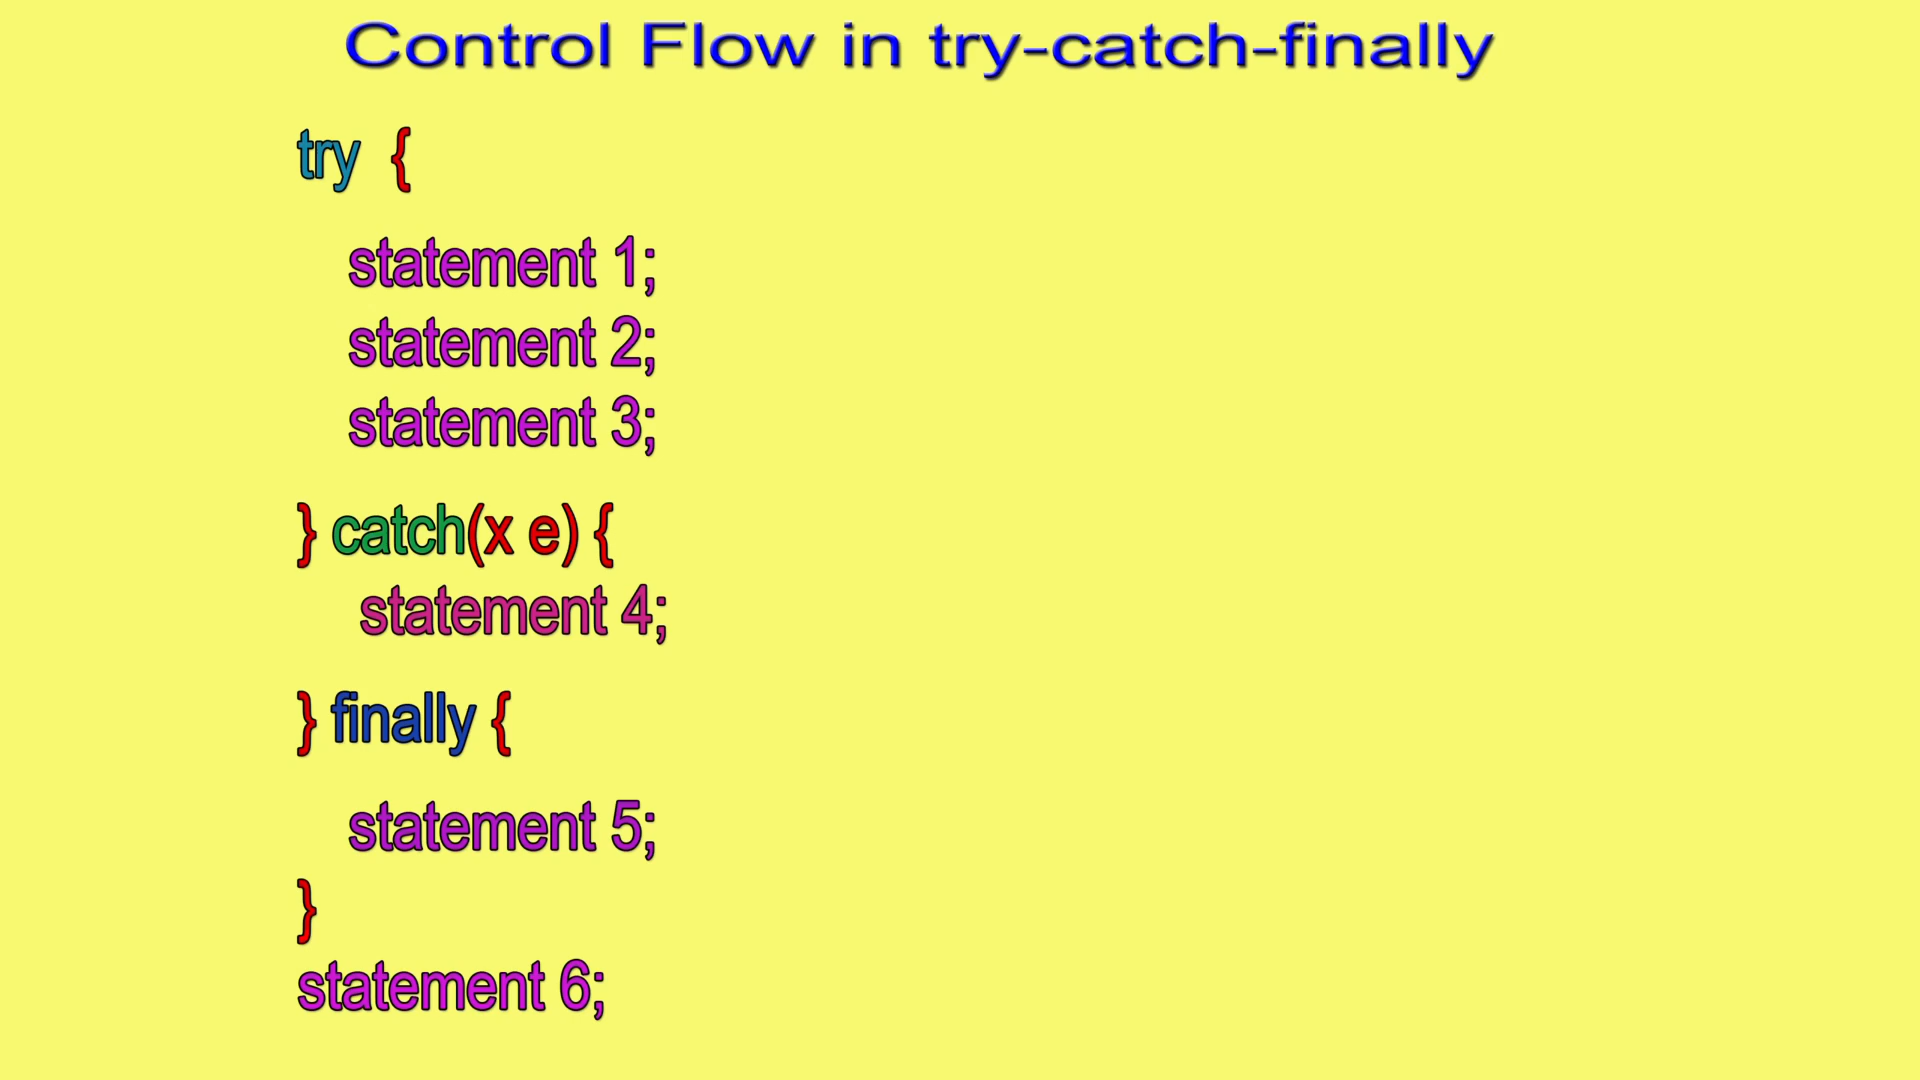 Control Flow in try-catch-finally
try {
statement 1;
statement 2;
statement 3;
} catch(x e) {
statement 4;
} finally {
statement 5;
}
statement 6;